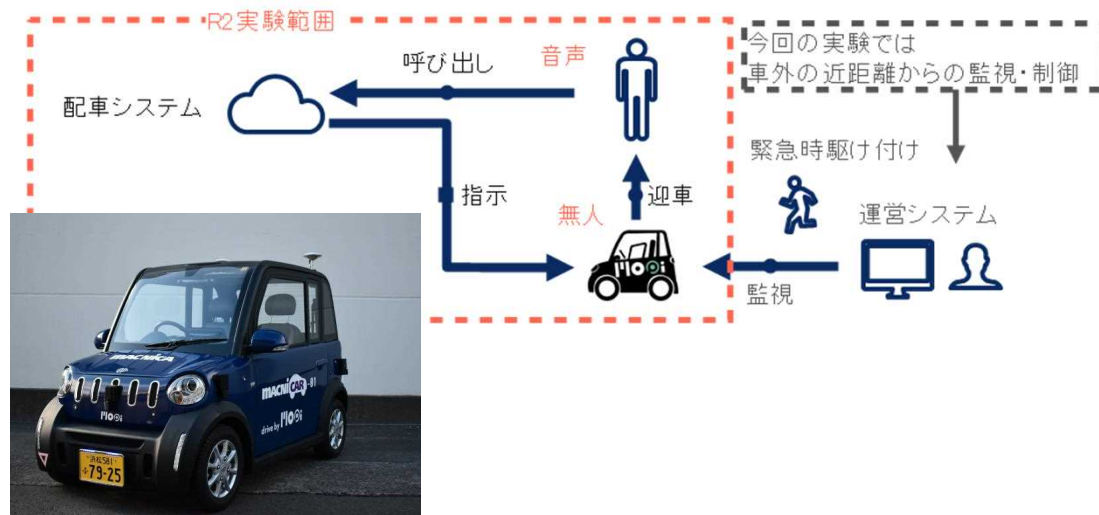 R2実験範囲
今回の実験では
車外の近距離からの監視・制御
呼び出し
音声
配車システム
緊急時駆け付け
指示
無人
迎車
運営システム
監視
MACNICA
MACNICAR-01
drive by
79-25